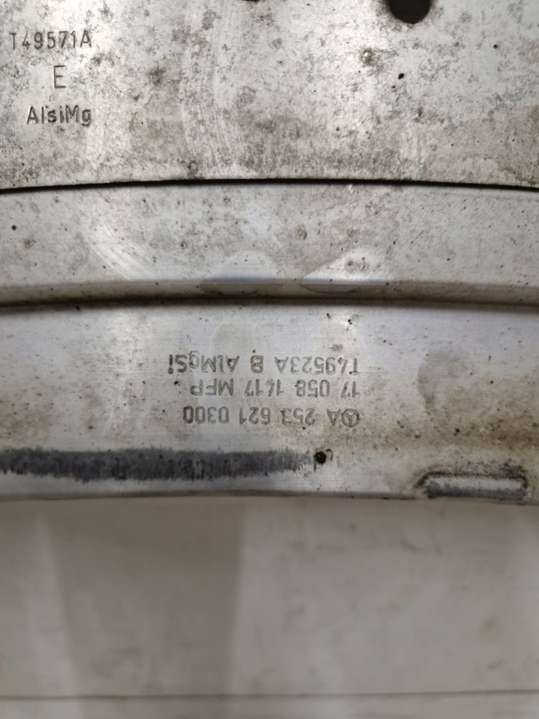 T49571A
E
AlsiMg
A 253 621 0300
17 058 1417 MFP
T49523A B AlMgSi